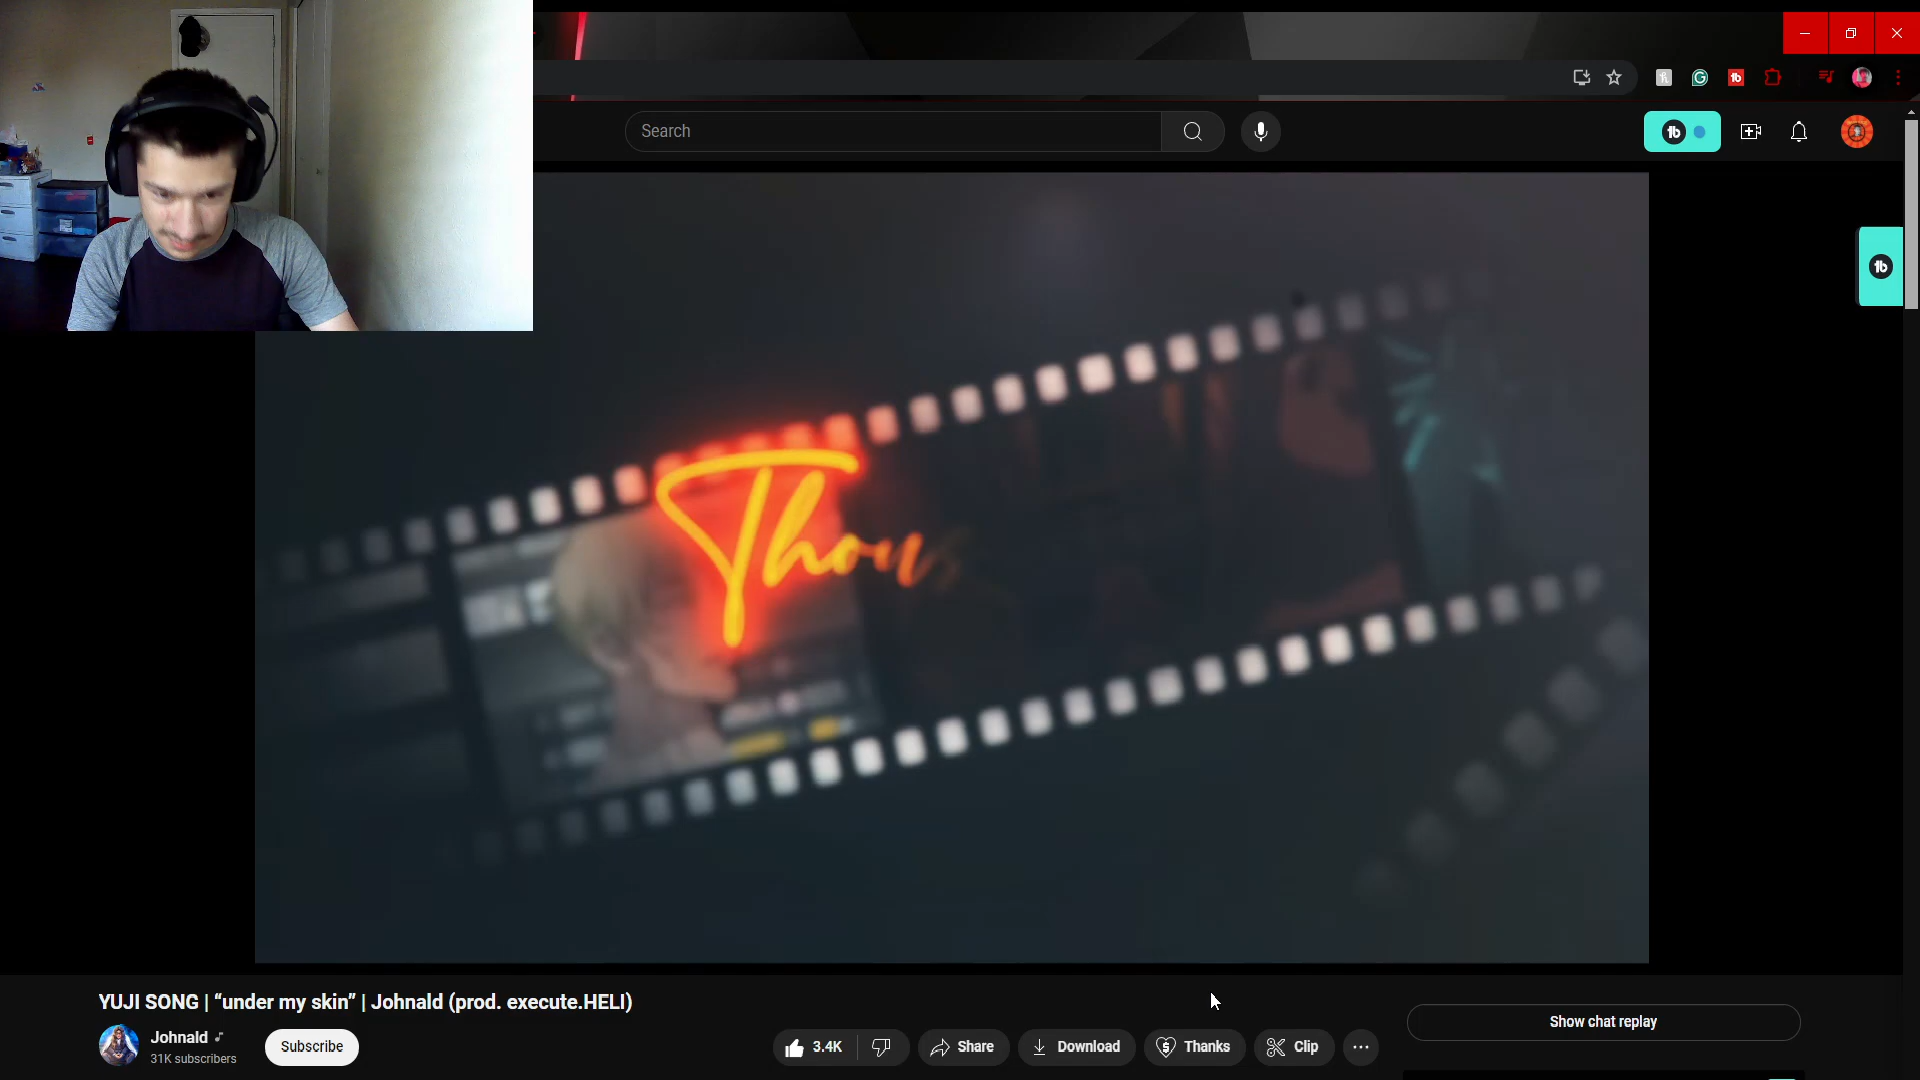 Search
Thous
YUJI SONG | “under my skin” | Johnald (prod. execute.HELI)
Johnald
31K subscribers
Subscribe
3.4K
Share
Download
Thanks
Clip
Show chat replay